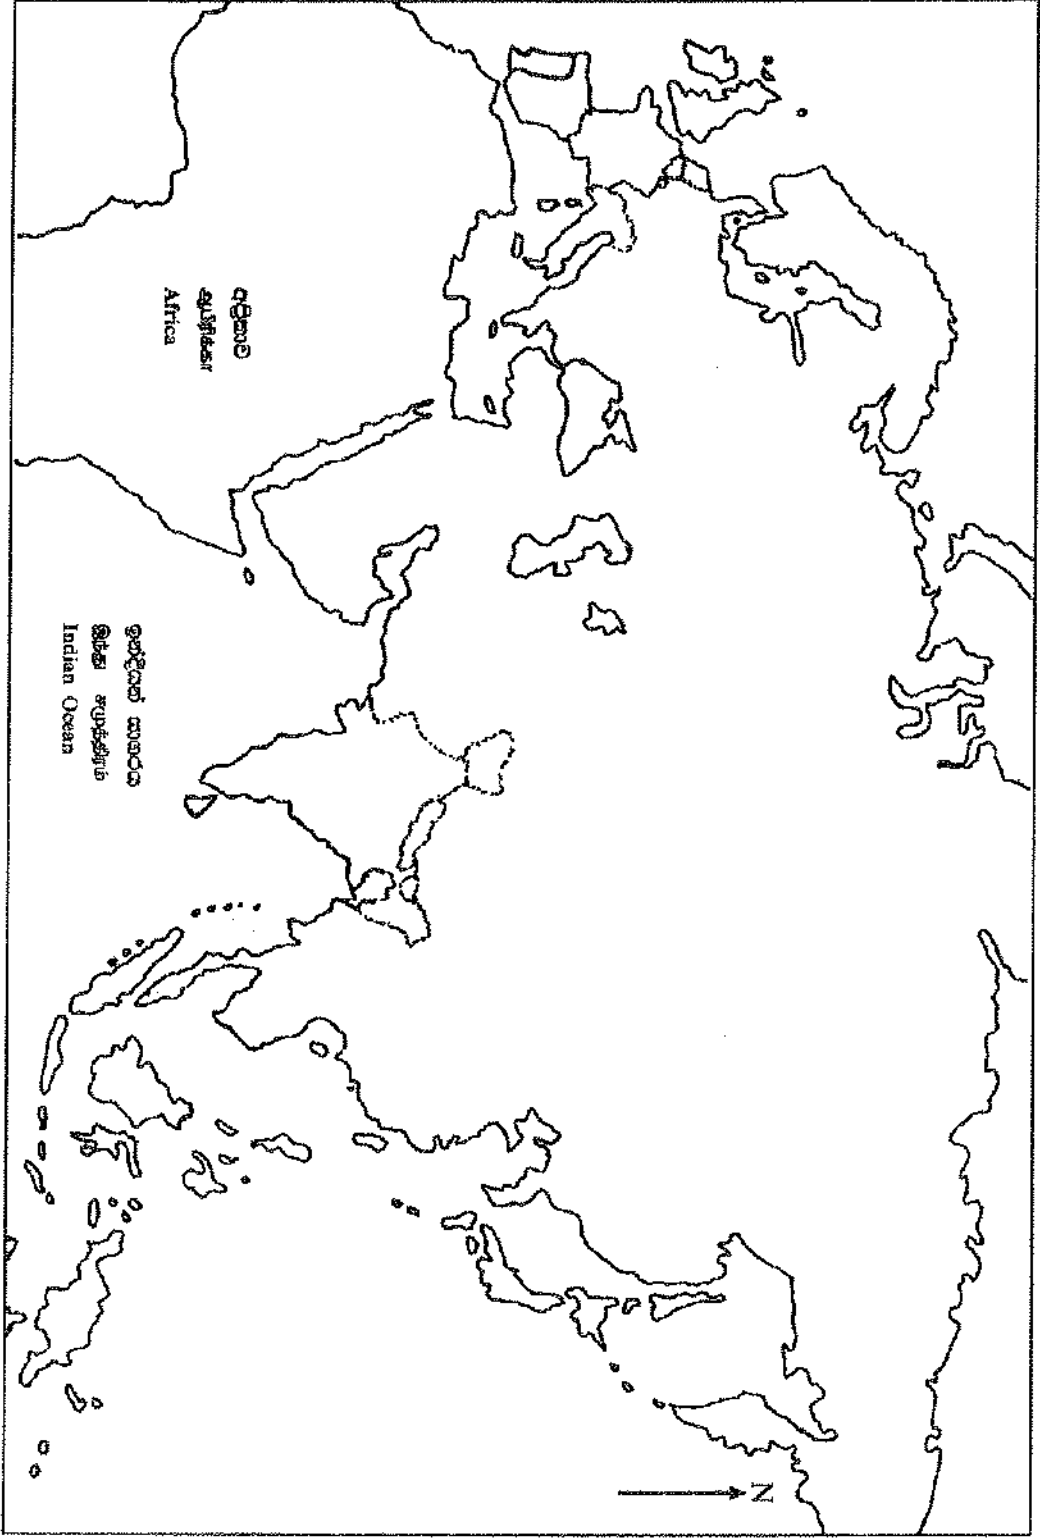 අප්‍රිකාව
ஆபிரிக்கா
Africa
ඉන්දියන් සාගරය
இந்து சமுத்திரம்
Indian Ocean
N